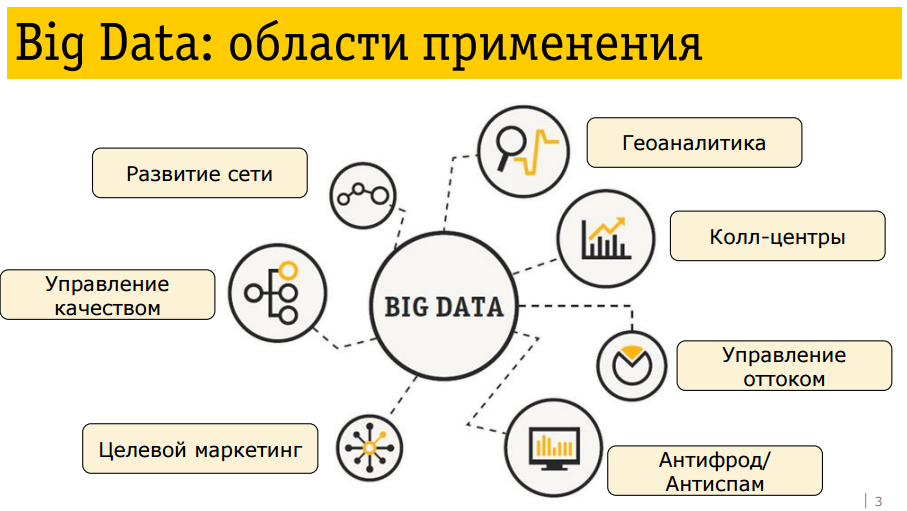 Big Data: области применения
Геоаналитика
Развитие сети
Колл-центры
Управление
качеством
BIG DATA
Управление
оттоком
Целевой маркетинг
Антифрод/
Антиспам
3